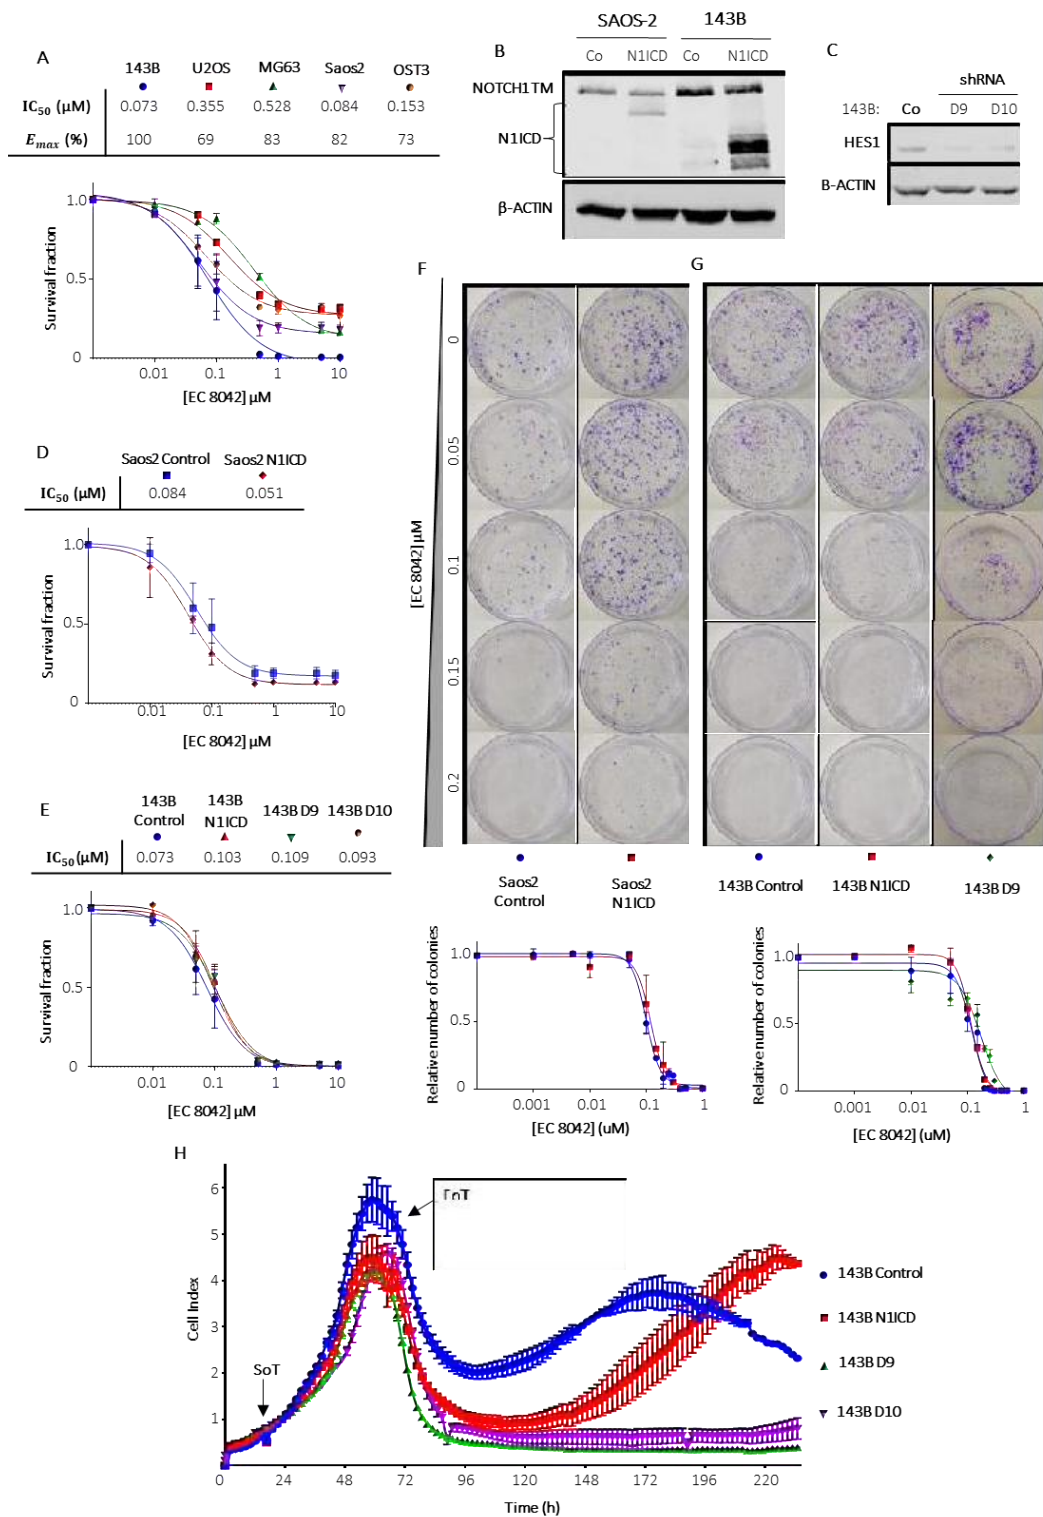 A
143B U2OS MG63 Saos2 OST3
IC50 (µM) 0.073 0.355 0.528 0.084 0.153
Emax (%) 100 69 83 82 73
Survival fraction
1.0
0.5
0
0.01 0.1 1 10
[EC 8042] µM
B
SAOS-2 143B
Co N1ICD Co N1ICD
NOTCH1TM
N1ICD
β-ACTIN
C
shRNA
143B: Co D9 D10
HES1
B-ACTIN
D
Saos2 Control Saos2 N1ICD
IC50 (µM) 0.084 0.051
Survival fraction
1.0
0.5
0
0.01 0.1 1 10
[EC 8042] µM
E
143B Control 143B N1ICD 143B D9 143B D10
IC50(µM) 0.073 0.103 0.109 0.093
Survival fraction
1.0
0.5
0
0.01 0.1 1 10
[EC 8042] µM
F
G
[EC 8042] µM
0
0.05
0.1
0.15
0.2
Saos2 Control
Saos2 N1ICD
143B Control
143B N1ICD
143B D9
Relative number of colonies
1.0
0.5
0
0.001 0.01 0.1 1
[EC 8042] (uM)
Relative number of colonies
1.0
0.5
0
0.001 0.01 0.1 1
[EC 8042] (uM)
H
Cell Index
6
5
4
3
2
1
0 24 48 72 96 120 148 172 196 220
Time (h)
SoT
EoT
143B Control
143B N1ICD
143B D9
143B D10